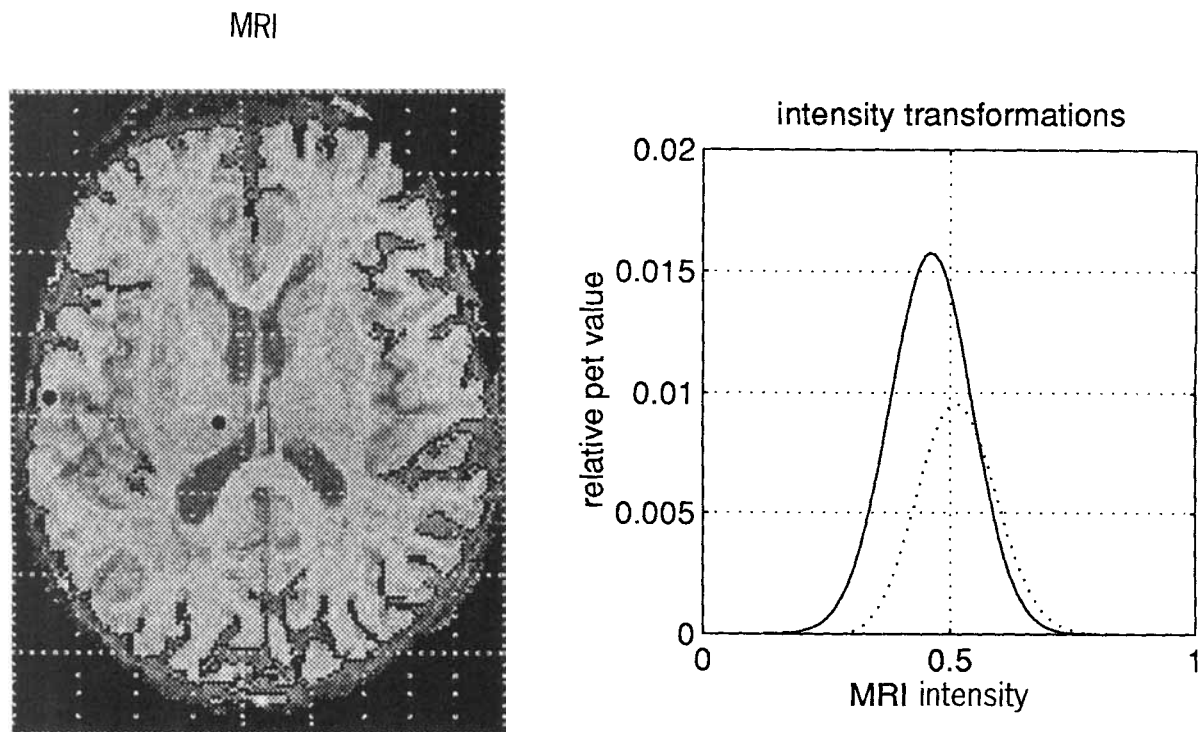 MRI
intensity transformations
0.02
0.015
0.01
0.005
0
relative pet value
0
0.5
1
MRI intensity